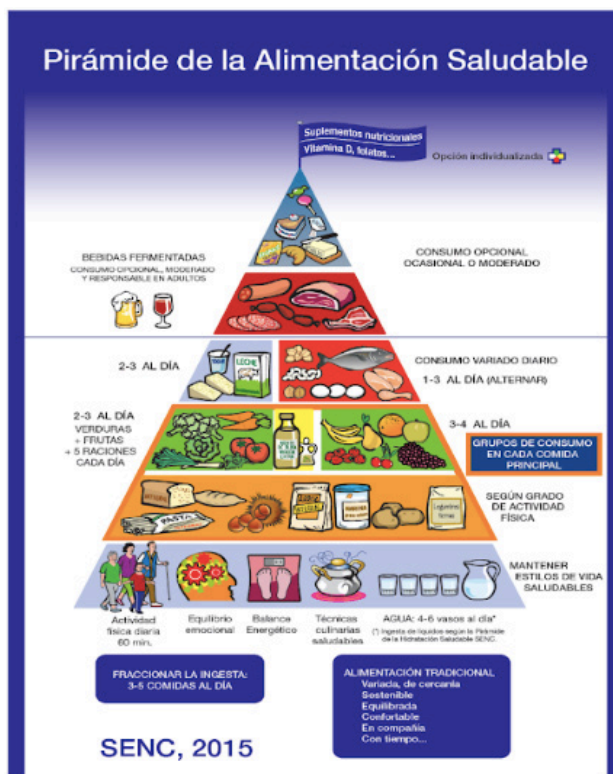 Pirámide de la Alimentación Saludable
Suplementos nutricionales
Vitamina D, folatos...
Opción individualizada
BEBIDAS FERMENTADAS
CONSUMO OPCIONAL, MODERADO
Y RESPONSABLE EN ADULTOS
CONSUMO OPCIONAL
OCASIONAL O MODERADO
2-3 AL DÍA
LECHE
CONSUMO VARIADO DIARIO
1-3 AL DÍA (ALTERNAR)
2-3 AL DÍA
VERDURAS
+ FRUTAS
+ 5 RACIONES
CADA DÍA
3-4 AL DÍA
GRUPOS DE CONSUMO
EN CADA COMIDA
PRINCIPAL
INTEGRAL
PASTA
SEGÚN GRADO
DE ACTIVIDAD
FÍSICA
MANTENER
ESTILOS DE VIDA
SALUDABLES
Actividad
física diaria
60 min.
Equilibrio
emocional
Balance
Energético
Técnicas
culinarias
saludables
AGUA: 4-6 vasos al día*
(*) Ingesta de líquidos según la Pirámide
de la Hidratación Saludable SENC.
FRACCIONAR LA INGESTA:
3-5 COMIDAS AL DÍA
ALIMENTACIÓN TRADICIONAL
Variada, de cercanía
Sostenible
Equilibrada
Confortable
En compañía
Con tiempo...
SENC, 2015